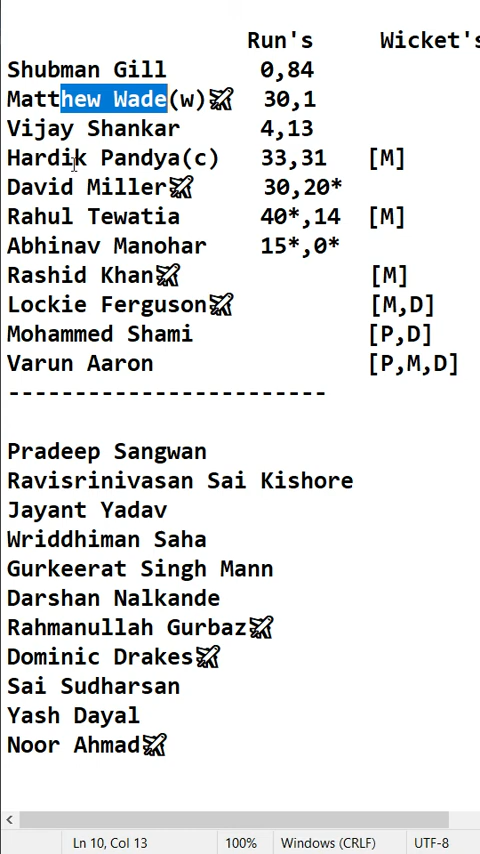 Run's Wicket's
Shubman Gill 0,84
Matthew Wade(w)✈ 30,1
Vijay Shankar 4,13
Hardik Pandya(c) 33,31 [M]
David Miller✈ 30,20*
Rahul Tewatia 40*,14 [M]
Abhinav Manohar 15*,0*
Rashid Khan✈ [M]
Lockie Ferguson✈ [M,D]
Mohammed Shami [P,D]
Varun Aaron [P,M,D]
-------------------------
Pradeep Sangwan
Ravisrinivasan Sai Kishore
Jayant Yadav
Wriddhiman Saha
Gurkeerat Singh Mann
Darshan Nalkande
Rahmanullah Gurbaz✈
Dominic Drakes✈
Sai Sudharsan
Yash Dayal
Noor Ahmad✈
Ln 10, Col 13 100% Windows (CRLF) UTF-8